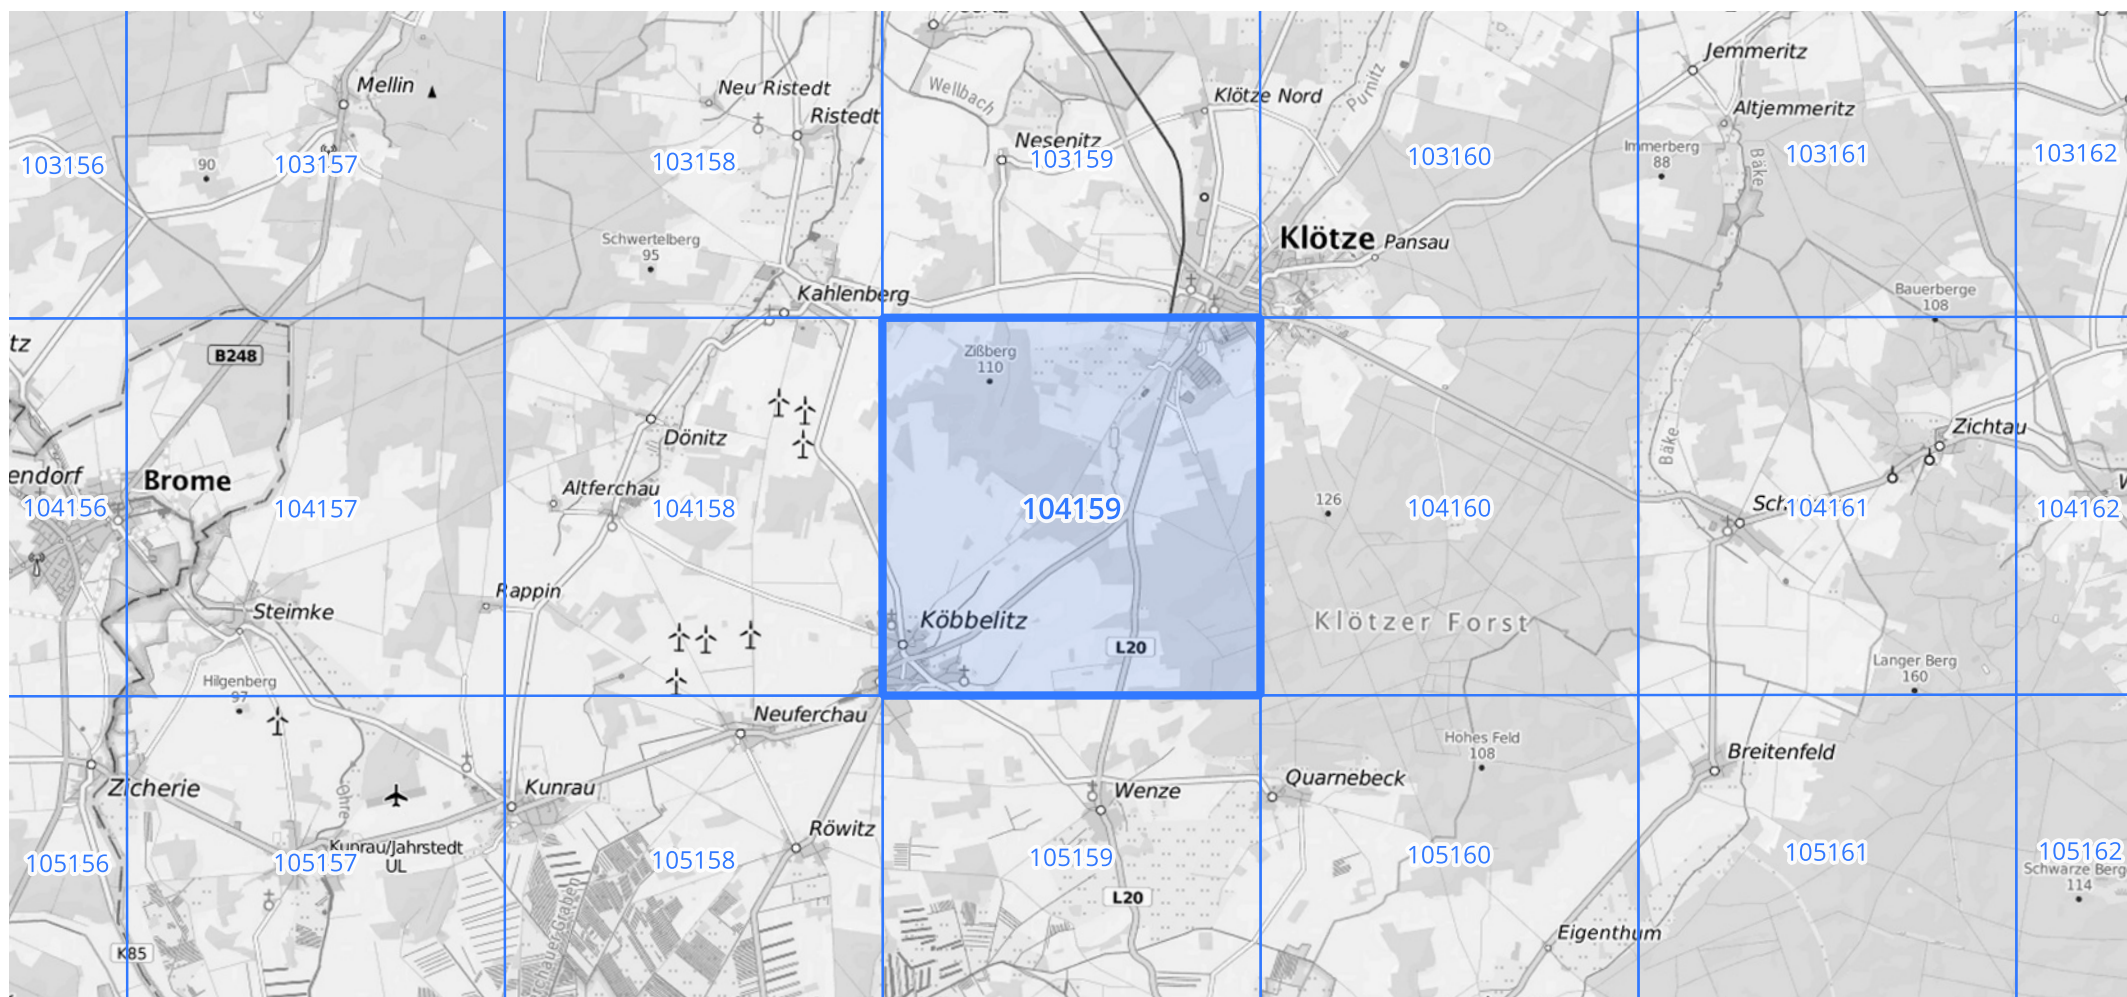 Jemmeritz
Mellin
Neu Ristedt
Wellbach
Klötze Nord
Purnitz
Altjemmeritz
Ristedt
Nesenitz
Immerberg
88
Bäke
103156
90
103157
103158
103159
103160
103161
103162
Schwertelberg
95
Klötze
Pansau
Kahlenberg
Bauerberge
108
tz
B248
Zißberg
110
Dönitz
Zichtau
Bäke
endorf
Brome
Altferchau
126
Sch
104156
104157
104158
104159
104160
104161
104162
Rappin
Steimke
Köbbelitz
Klötzer Forst
L20
Hilgenberg
97
Langer Berg
160
Neuferchau
Hohes Feld
108
Breitenfeld
Zicherie
Ohre
Kunrau
Wenze
Quarnebeck
Röwitz
Kunrau/Jahrstedt
UL
105156
105157
105158
105159
105160
105161
105162
Schwarze Berg
114
L20
rchauer Graben
Eigenthum
K85